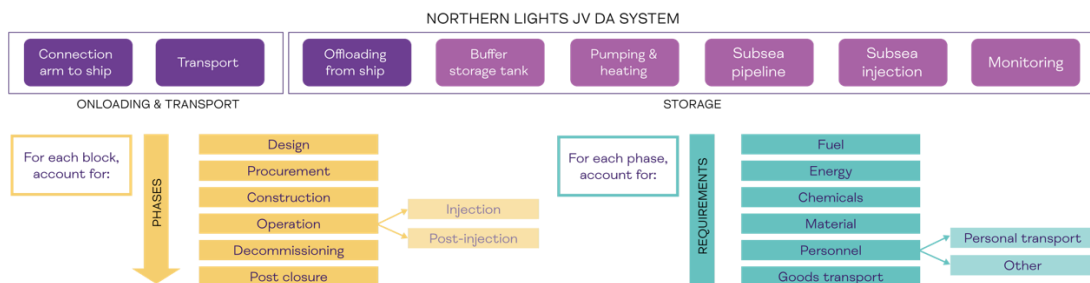 NORTHERN LIGHTS JV DA SYSTEM
Connection
arm to ship
Transport
Offloading
from ship
Buffer
storage tank
Pumping &
heating
Subsea
pipeline
Subsea
injection
Monitoring
ONLOADING & TRANSPORT
STORAGE
For each block,
account for:
PHASES
Design
Procurement
Construction
Operation
Decommissioning
Post closure
Injection
Post-injection
For each phase,
account for:
REQUIREMENTS
Fuel
Energy
Chemicals
Material
Personnel
Goods transport
Personal transport
Other